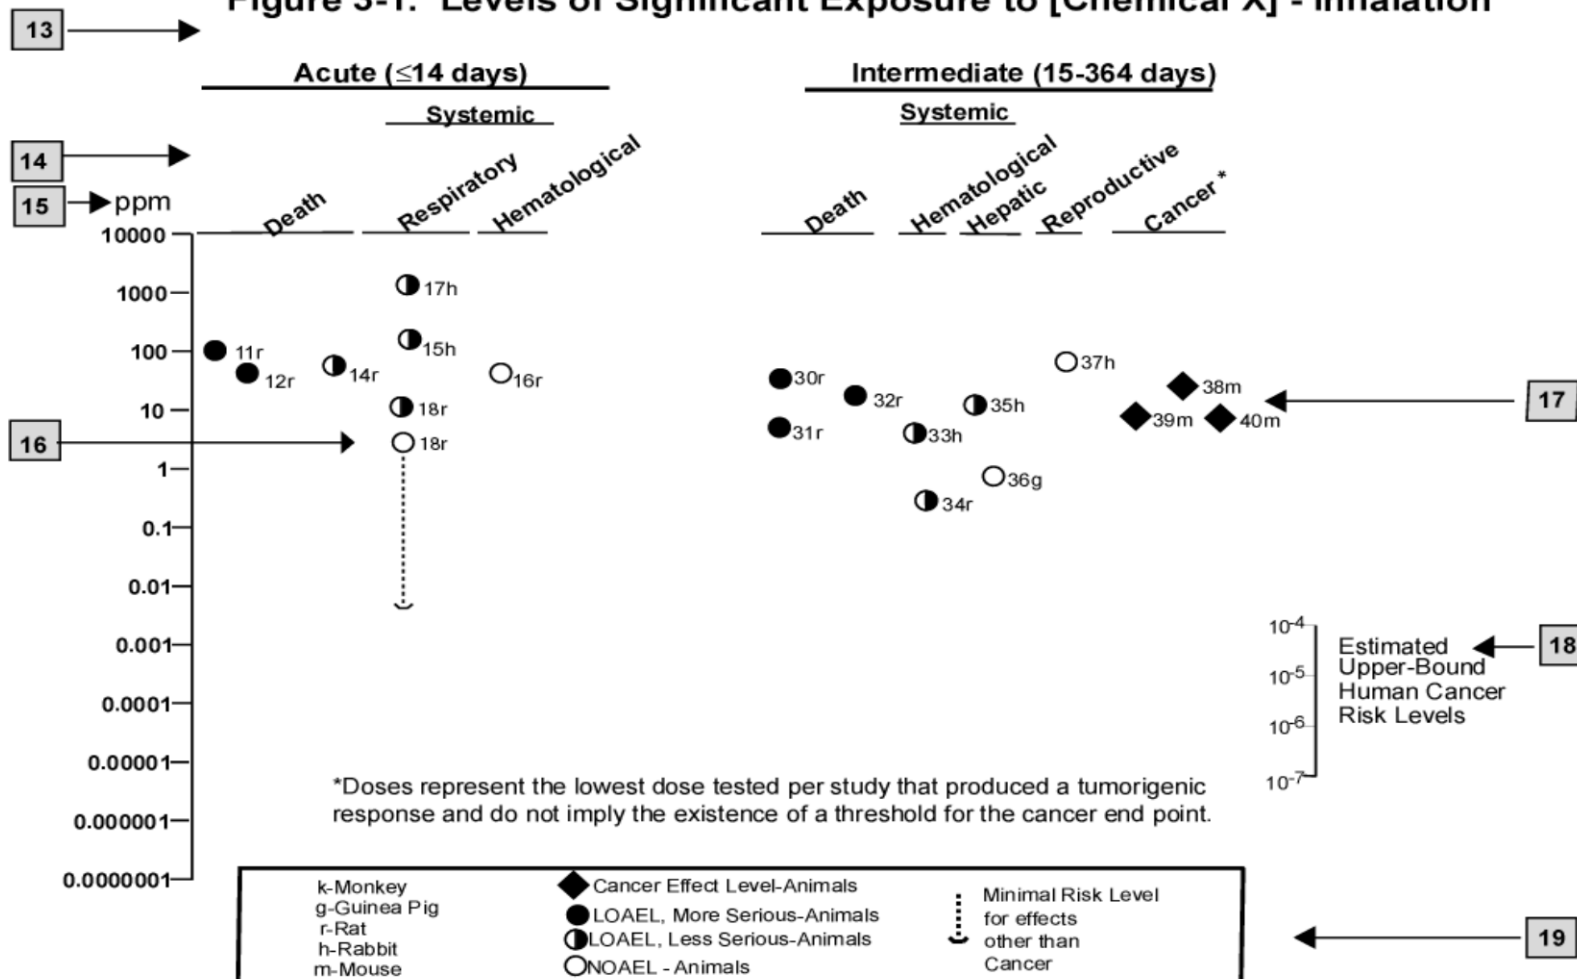 Figure 3-1. Levels of Significant Exposure to [Chemical X] - Inhalation
13
Acute (≤14 days)
Intermediate (15-364 days)
Systemic
Systemic
14
15
ppm
Death
Respiratory
Hematological
Death
Hematological
Hepatic
Reproductive
Cancer*
10000
1000
100
10
1
0.1
0.01
0.001
0.0001
0.00001
0.000001
0.0000001
17h
15h
11r
12r
14r
16r
18r
18r
16
30r
32r
31r
37h
35h
33h
36g
34r
38m
39m
40m
17
10-4
10-5
10-6
10-7
Estimated
Upper-Bound
Human Cancer
Risk Levels
18
*Doses represent the lowest dose tested per study that produced a tumorigenic
response and do not imply the existence of a threshold for the cancer end point.
k-Monkey
g-Guinea Pig
r-Rat
h-Rabbit
m-Mouse
Cancer Effect Level-Animals
LOAEL, More Serious-Animals
LOAEL, Less Serious-Animals
NOAEL - Animals
Minimal Risk Level
for effects
other than
Cancer
19